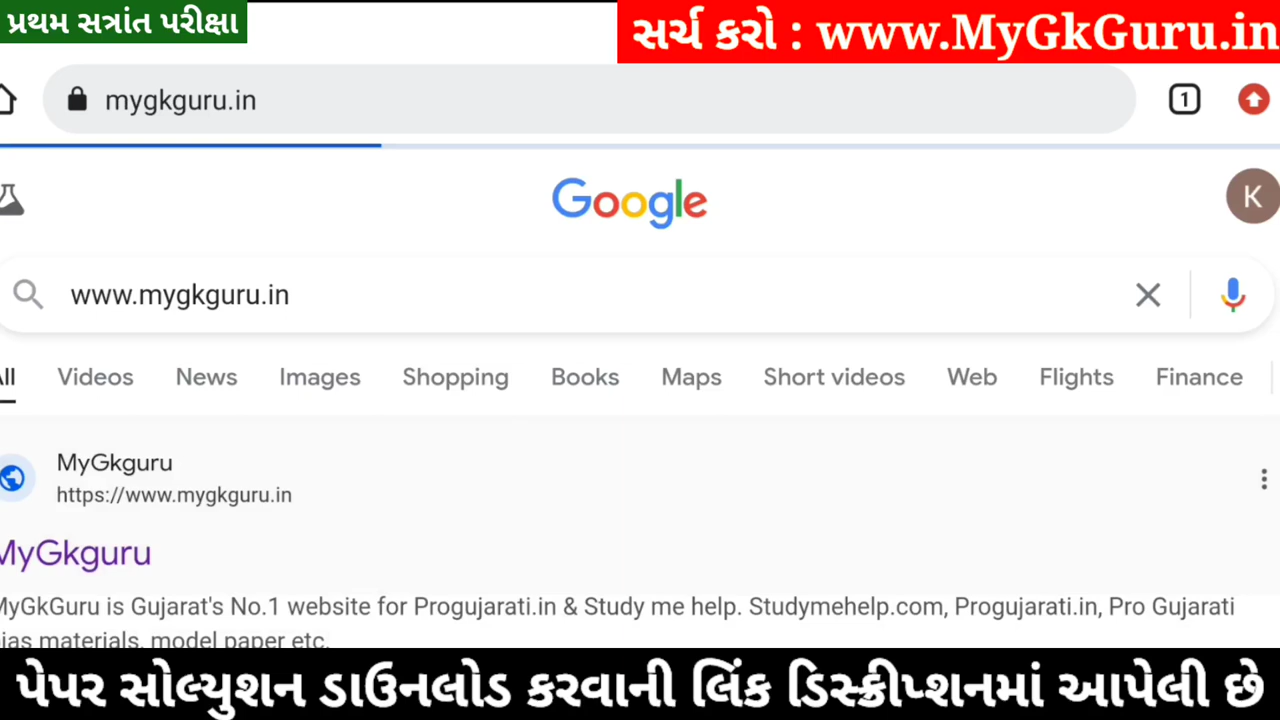 પ્રથમ સત્રાંત પરીક્ષા
સર્ચ કરો : www.MyGkGuru.in
mygkguru.in
1
Google
K
www.mygkguru.in
All Videos News Images Shopping Books Maps Short videos Web Flights Finance
MyGkguru
https://www.mygkguru.in
MyGkguru
MyGkGuru is Gujarat's No.1 website for Progujarati.in & Study me help. Studymehelp.com, Progujarati.in, Pro Gujarati
materials, model paper etc.
પેપર સોલ્યુશન ડાઉનલોડ કરવાની લિંક ડિસ્ક્રીપ્શનમાં આપેલી છે